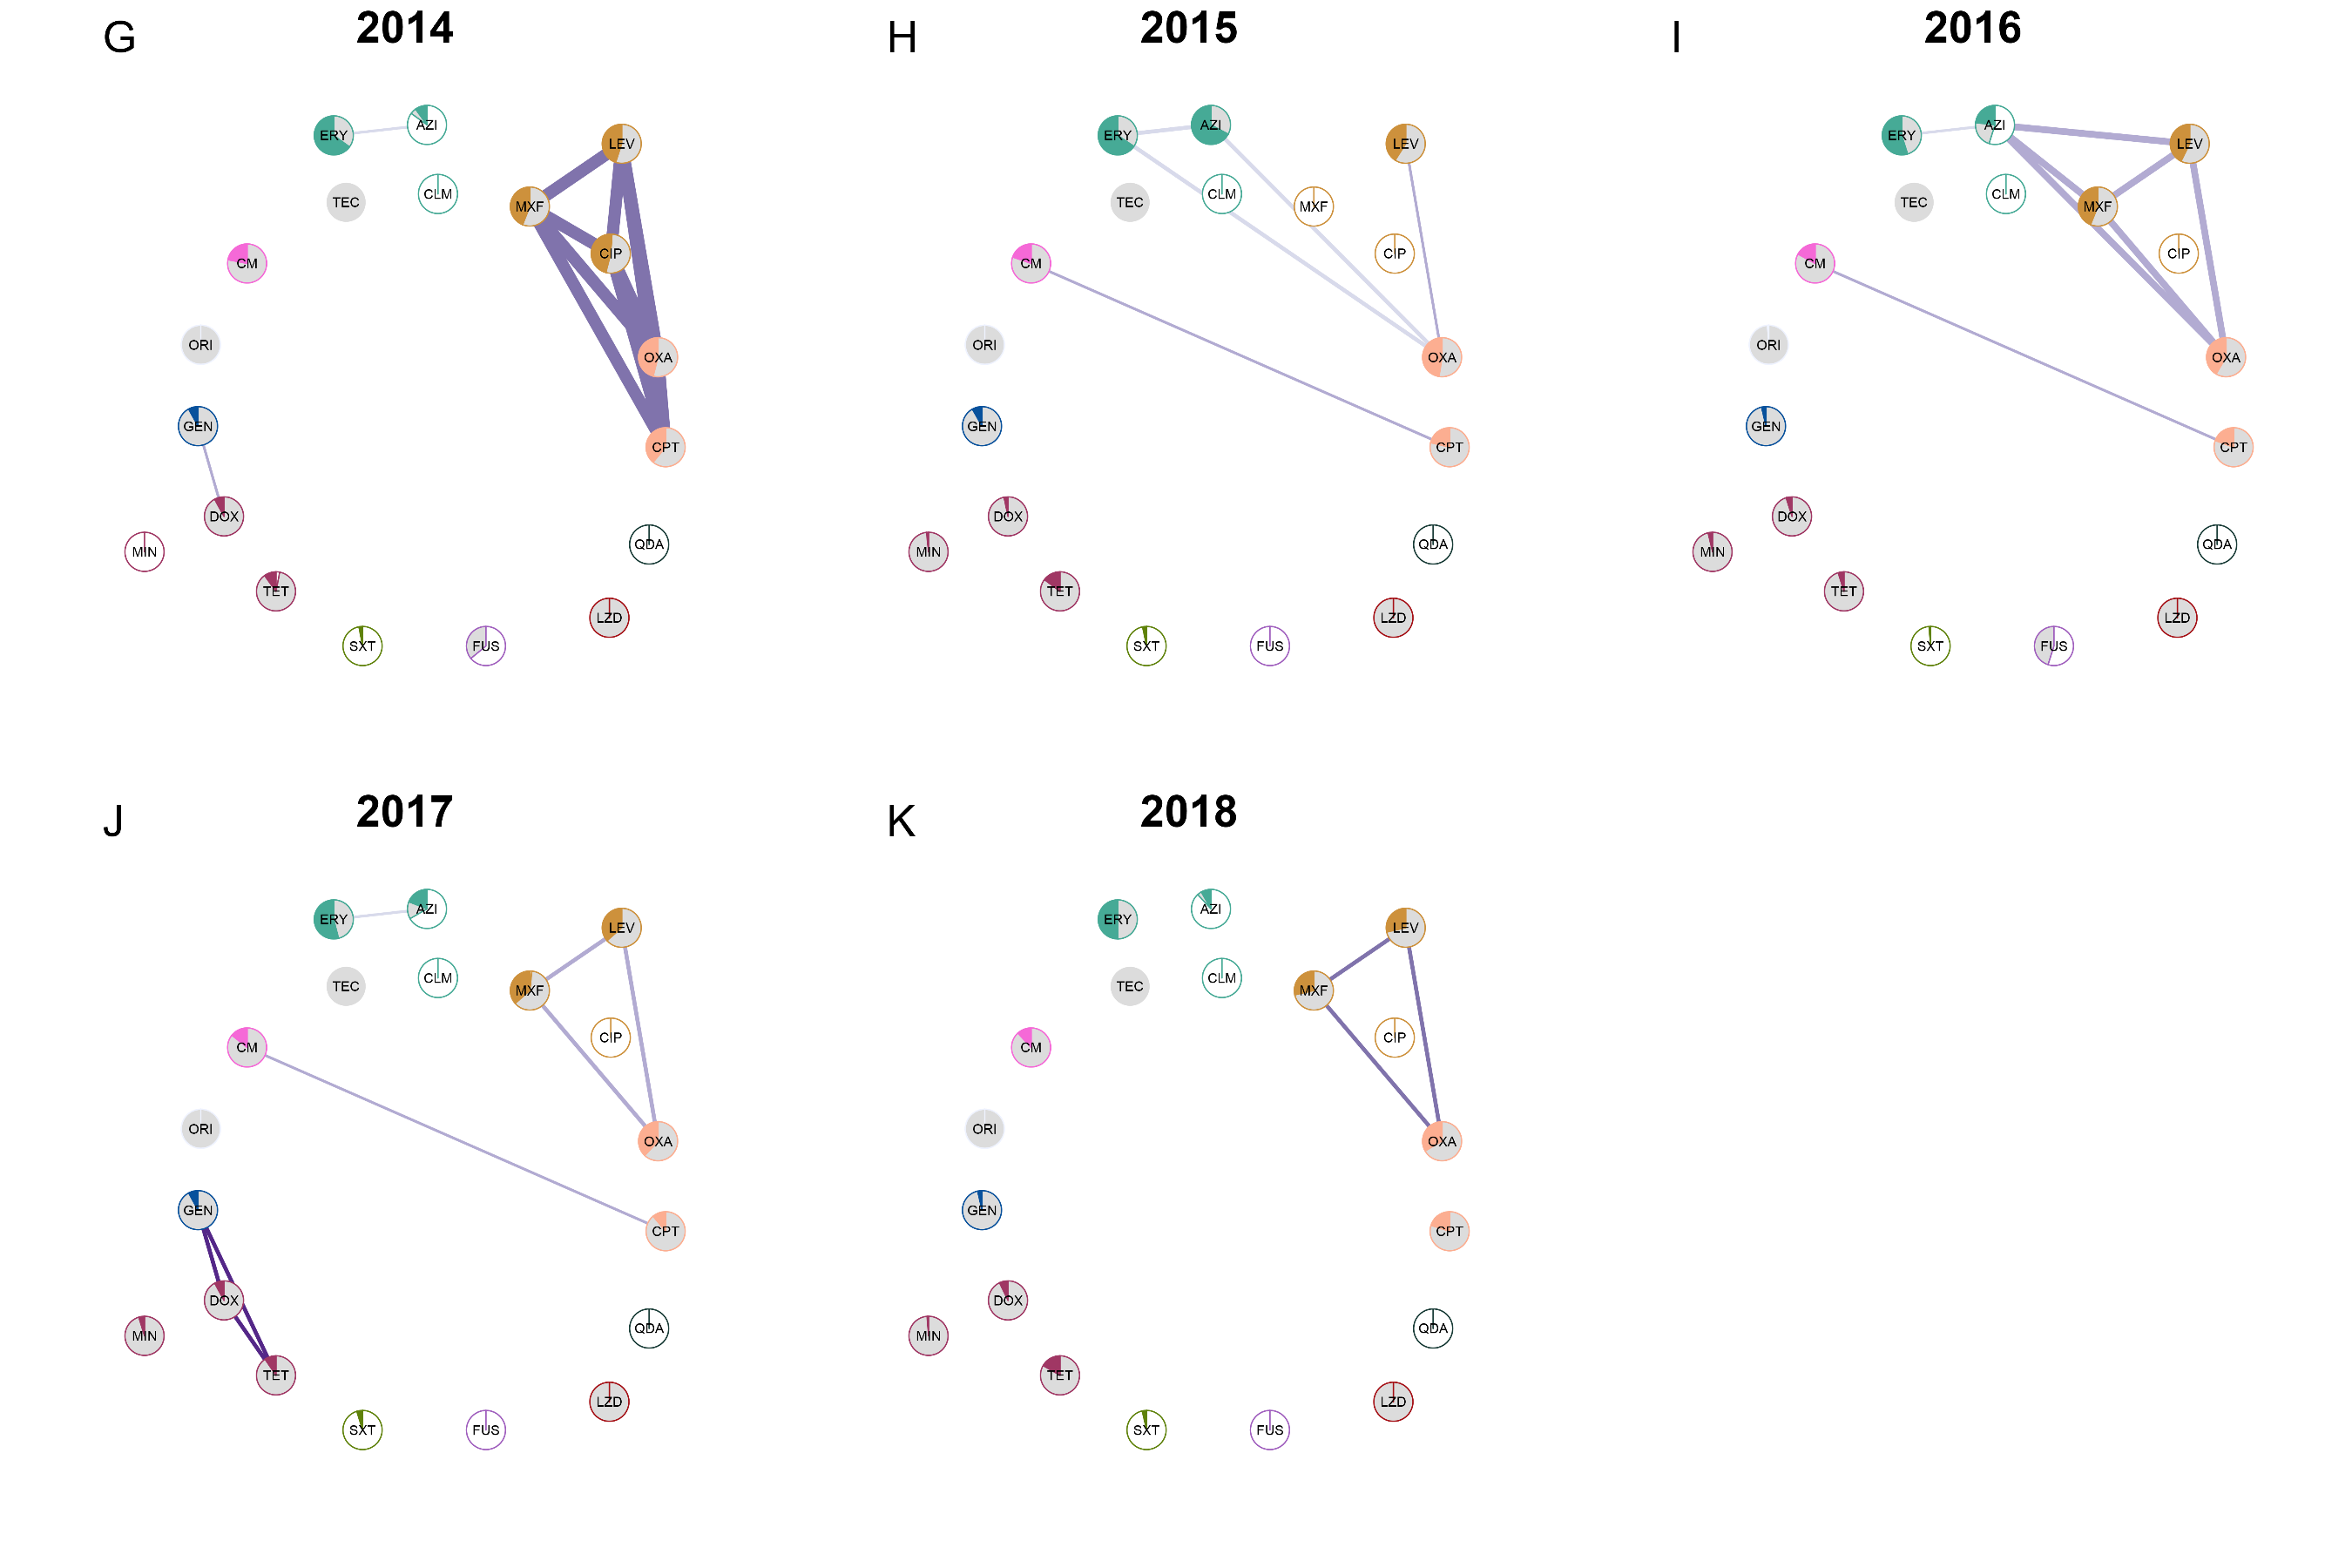 G 2014
ERY
AZI
LEV
TEC
CLM
MXF
CIP
CM
ORI
OXA
GEN
CPT
DOX
MIN
QDA
TET
LZD
SXT
FUS
H 2015
ERY
AZI
LEV
TEC
CLM
MXF
CIP
CM
ORI
OXA
GEN
CPT
DOX
MIN
QDA
TET
LZD
SXT
FUS
I 2016
ERY
AZI
LEV
TEC
CLM
MXF
CIP
CM
ORI
OXA
GEN
CPT
DOX
MIN
QDA
TET
LZD
SXT
FUS
J 2017
ERY
AZI
LEV
TEC
CLM
MXF
CIP
CM
ORI
OXA
GEN
CPT
DOX
MIN
QDA
TET
LZD
SXT
FUS
K 2018
ERY
AZI
LEV
TEC
CLM
MXF
CIP
CM
ORI
OXA
GEN
CPT
DOX
MIN
QDA
TET
LZD
SXT
FUS